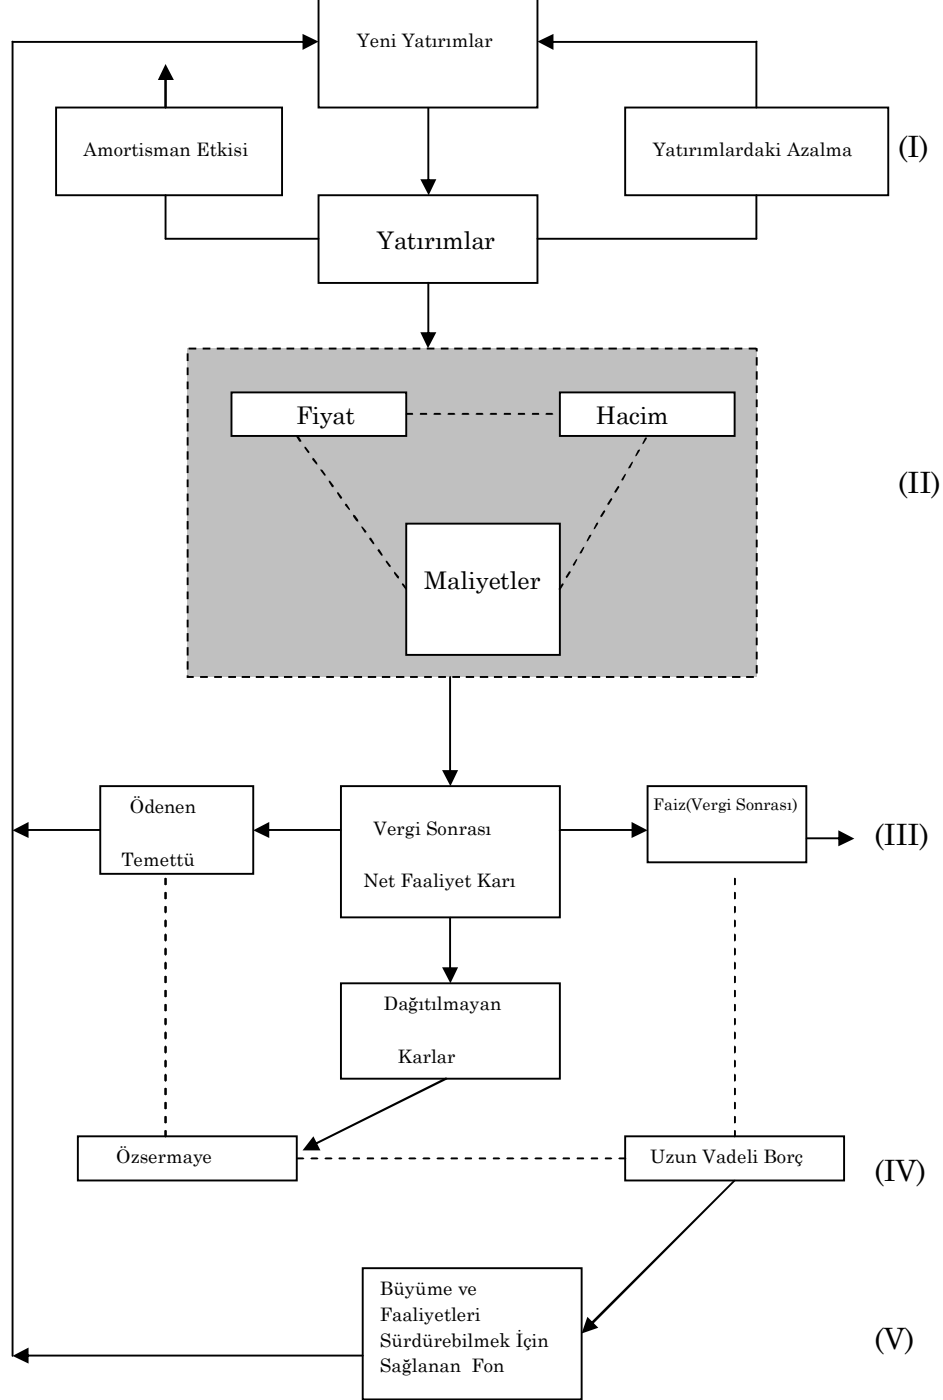 Yeni Yatırımlar
Amortisman Etkisi
Yatırımlardaki Azalma
(I)
Yatırımlar
Fiyat
Hacim
(II)
Maliyetler
Ödenen
Temettü
Vergi Sonrası
Net Faaliyet Karı
Faiz(Vergi Sonrası)
(III)
Dağıtılmayan
Karlar
Özsermaye
Uzun Vadeli Borç
(IV)
Büyüme ve
Faaliyetleri
Sürdürebilmek İçin
Sağlanan Fon
(V)